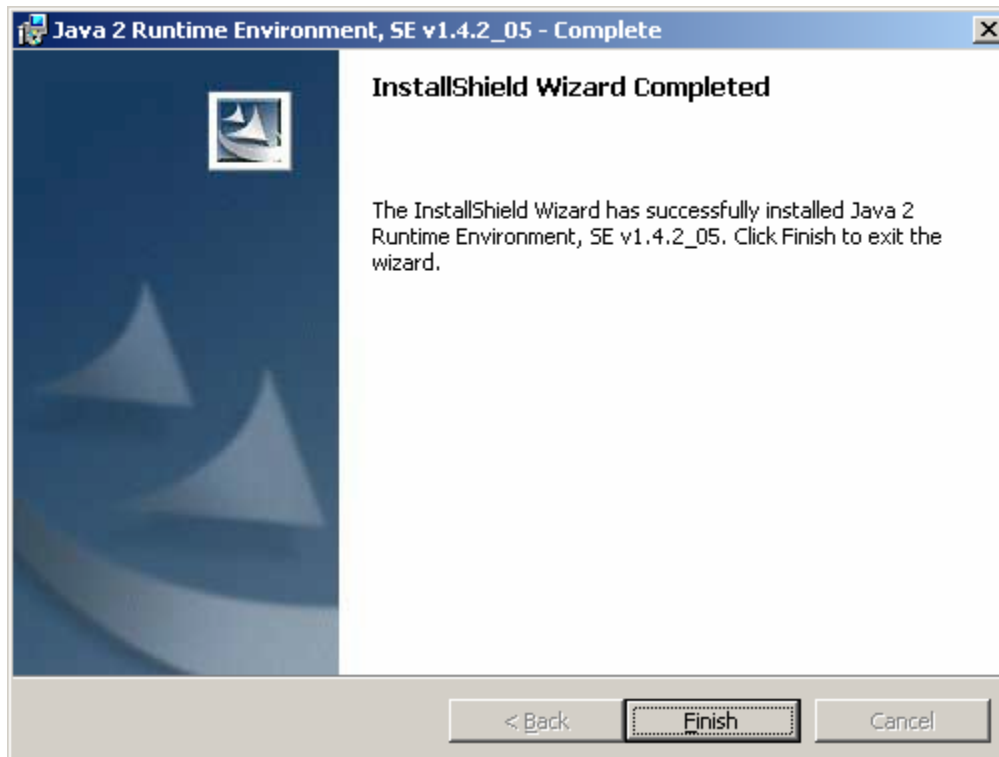 Java 2 Runtime Environment, SE v1.4.2_05 - Complete
InstallShield Wizard Completed
The InstallShield Wizard has successfully installed Java 2
Runtime Environment, SE v1.4.2_05. Click Finish to exit the
wizard.
< Back
Finish
Cancel